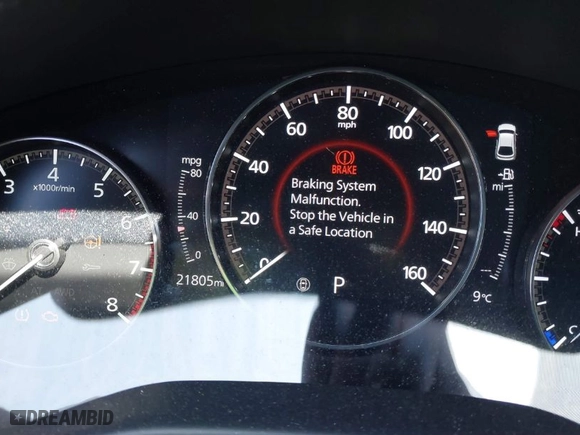 3
4
5
6
7
8
x1000r/min
mpg
80
40
0
21805mi
0
20
40
60
80
mph
100
120
140
160
BRAKE
Braking System
Malfunction.
Stop the Vehicle in
a Safe Location
P
mi
---
9°C
H
C
DREAMBID